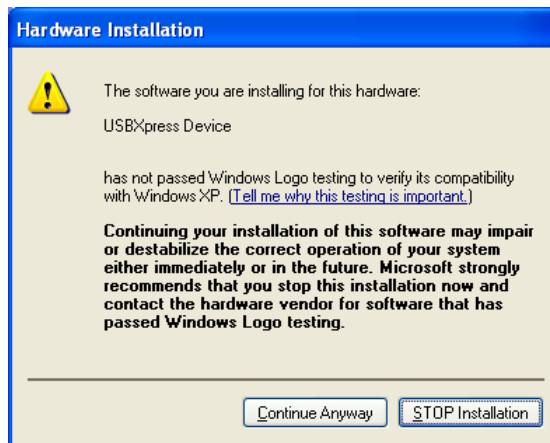 Hardware Installation
The software you are installing for this hardware:
USBXpress Device
has not passed Windows Logo testing to verify its compatibility
with Windows XP. (Tell me why this testing is important.)
Continuing your installation of this software may impair
or destabilize the correct operation of your system
either immediately or in the future. Microsoft strongly
recommends that you stop this installation now and
contact the hardware vendor for software that has
passed Windows Logo testing.
Continue Anyway
STOP Installation